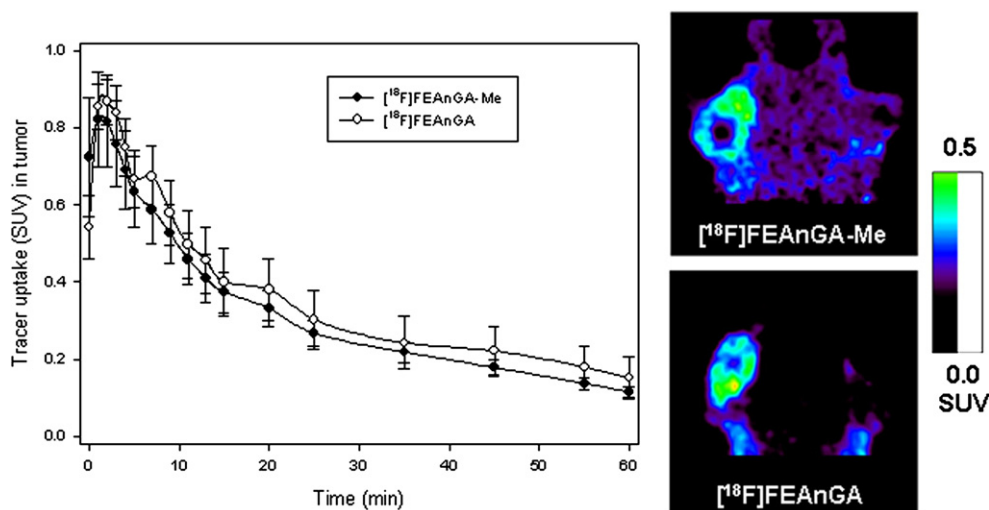 Tracer uptake (SUV) in tumor
1.0
0.8
0.6
0.4
0.2
0.0
0 10 20 30 40 50 60
Time (min)
[¹⁸F]FEAnGA-Me
[¹⁸F]FEAnGA
[¹⁸F]FEAnGA-Me
[¹⁸F]FEAnGA
0.5
0.0
SUV